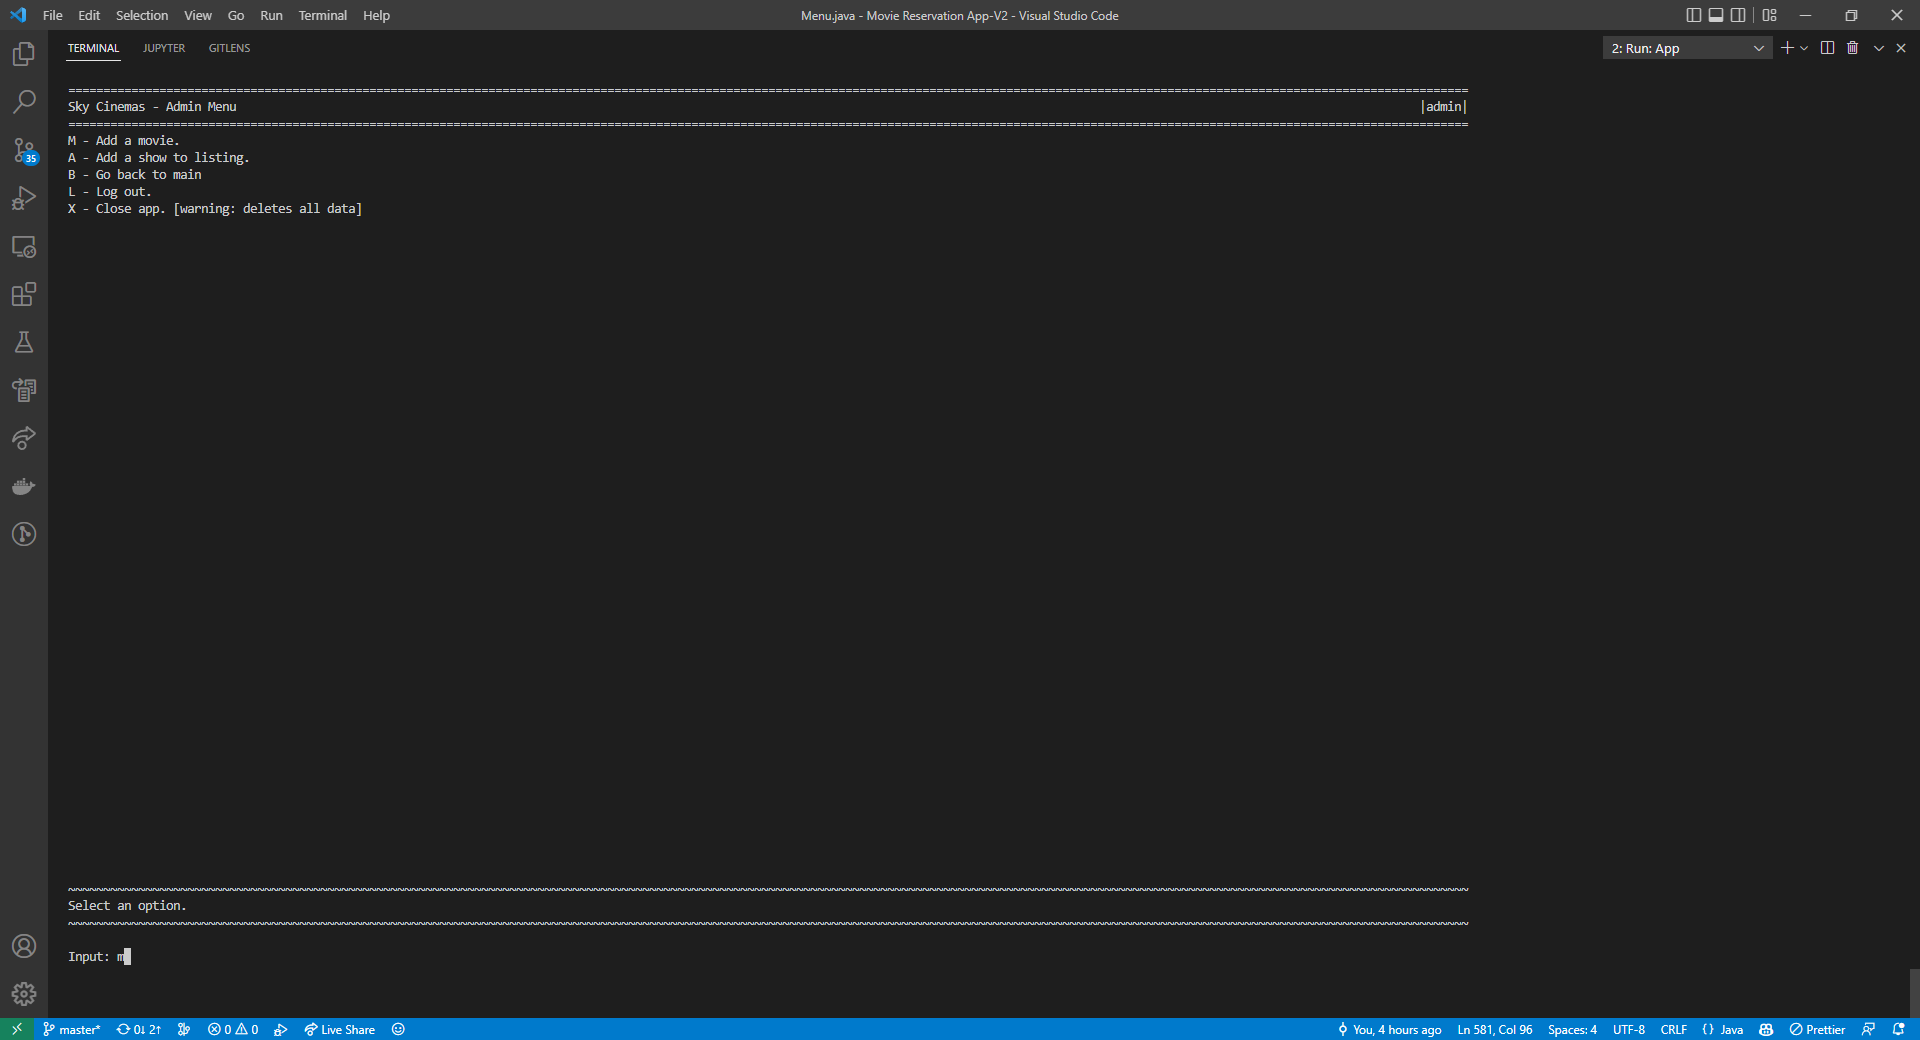 File Edit Selection View Go Run Terminal Help
Menu.java - Movie Reservation App-V2 - Visual Studio Code
TERMINAL JUPYTER GITLENS
2: Run: App
================================================================================================================================================================================================________
Sky Cinemas - Admin Menu |admin|
================================================================================================================================================================================================________
M - Add a movie.
A - Add a show to listing.
B - Go back to main
L - Log out.
X - Close app. [warning: deletes all data]
~~~~~~~~~~~~~~~~~~~~~~~~~~~~~~~~~~~~~~~~~~~~~~~~~~~~~~~~~~~~~~~~~~~~~~~~~~~~~~~~~~~~~~~~~~~~~~~~~~~~~~~~~~~~~~~~~~~~~~~~~~~~~~~~~~~~~~~~~~~~~~~~~~~~~~~~~~~~~~~~~~~~~~~~~~~~~~~~~~~~~~~~~~~~~~~~
Select an option.
~~~~~~~~~~~~~~~~~~~~~~~~~~~~~~~~~~~~~~~~~~~~~~~~~~~~~~~~~~~~~~~~~~~~~~~~~~~~~~~~~~~~~~~~~~~~~~~~~~~~~~~~~~~~~~~~~~~~~~~~~~~~~~~~~~~~~~~~~~~~~~~~~~~~~~~~~~~~~~~~~~~~~~~~~~~~~~~~~~~~~~~~~~~~~~~~
Input: m
35
master* 0↓ 2↑ 0 0 Live Share You, 4 hours ago Ln 581, Col 96 Spaces: 4 UTF-8 CRLF {} Java Prettier